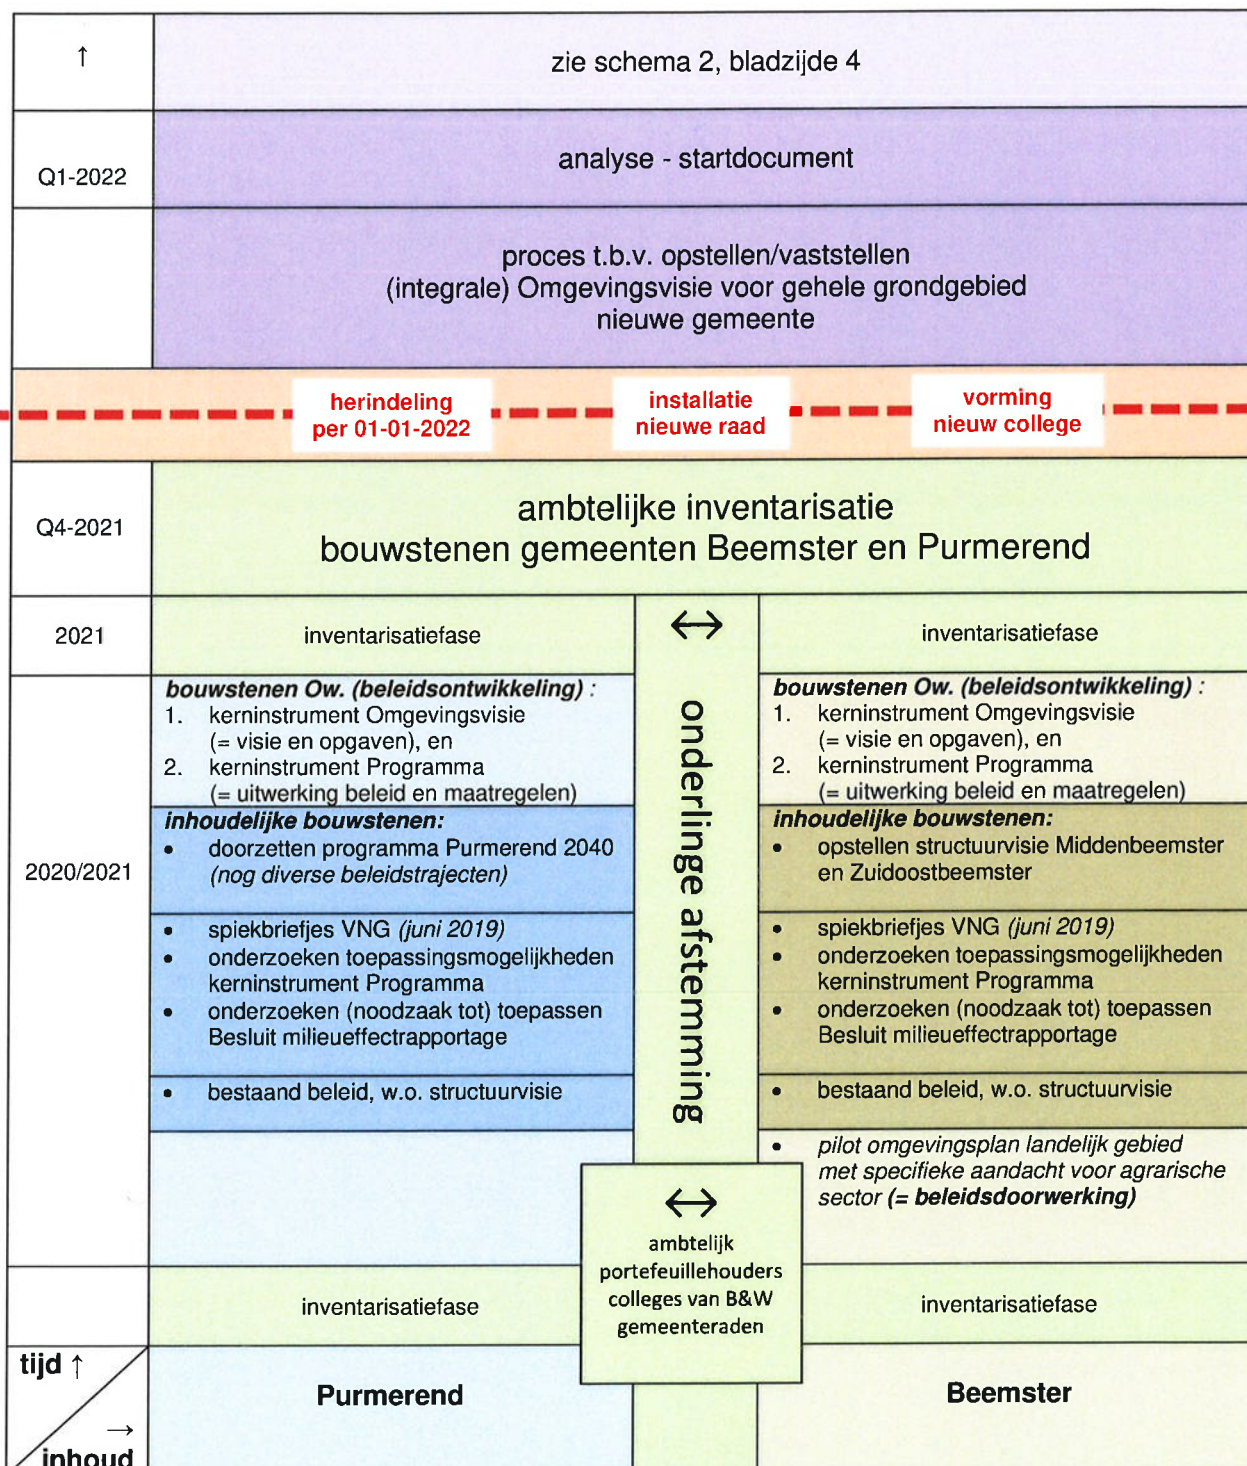 ↑
zie schema 2, bladzijde 4
Q1-2022
analyse - startdocument
proces t.b.v. opstellen/vaststellen
(integrale) Omgevingsvisie voor gehele grondgebied
nieuwe gemeente
herindeling
per 01-01-2022
installatie
nieuwe raad
vorming
nieuw college
Q4-2021
ambtelijke inventarisatie
bouwstenen gemeenten Beemster en Purmerend
2021
inventarisatiefase
↔
inventarisatiefase
2020/2021
bouwstenen Ow. (beleidsontwikkeling) :
1. kerninstrument Omgevingsvisie
(= visie en opgaven), en
2. kerninstrument Programma
(= uitwerking beleid en maatregelen)
inhoudelijke bouwstenen:
• doorzetten programma Purmerend 2040
(nog diverse beleidstrajecten)
• spiekbriefjes VNG (juni 2019)
• onderzoeken toepassingsmogelijkheden
kerninstrument Programma
• onderzoeken (noodzaak tot) toepassen
Besluit milieueffectrapportage
• bestaand beleid, w.o. structuurvisie
onderlinge afstemming
bouwstenen Ow. (beleidsontwikkeling) :
1. kerninstrument Omgevingsvisie
(= visie en opgaven), en
2. kerninstrument Programma
(= uitwerking beleid en maatregelen)
inhoudelijke bouwstenen:
• opstellen structuurvisie Middenbeemster
en Zuidoostbeemster
• spiekbriefjes VNG (juni 2019)
• onderzoeken toepassingsmogelijkheden
kerninstrument Programma
• onderzoeken (noodzaak tot) toepassen
Besluit milieueffectrapportage
• bestaand beleid, w.o. structuurvisie
• pilot omgevingsplan landelijk gebied
met specifieke aandacht voor agrarische
sector (= beleidsdoorwerking)
↔
ambtelijk
portefeuillehouders
colleges van B&W
gemeenteraden
inventarisatiefase
inventarisatiefase
tijd ↑
→
inhoud
Purmerend
Beemster